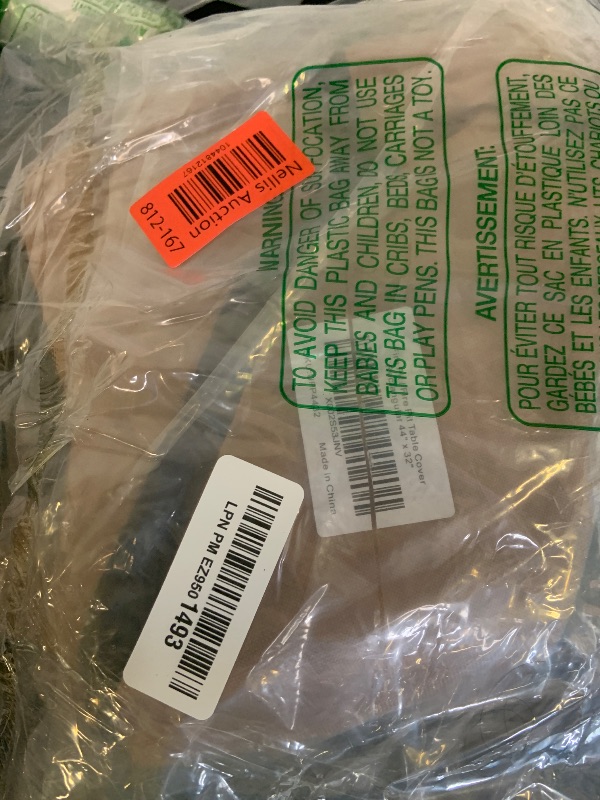 Nellis Auction
1044812167
812-167
WARNING
TO AVOID DANGER OF SUFFOCATION,
KEEP THIS PLASTIC BAG AWAY FROM
BABIES AND CHILDREN, DO NOT USE
THIS BAG IN CRIBS, BED, CARRIAGES
OR PLAY PENS. THIS BAG IS NOT A TOY.
AVERTISSEMENT:
POUR ÉVITER TOUT RISQUE D'ÉTOUFFEMENT,
GARDEZ CE SAC EN PLASTIQUE LOIN DES
BÉBÉS ET LES ENFANTS. N'UTILISEZ PAS CE
Table Cover
44" x 32"
Made in China
LPN PM EZ950 1493